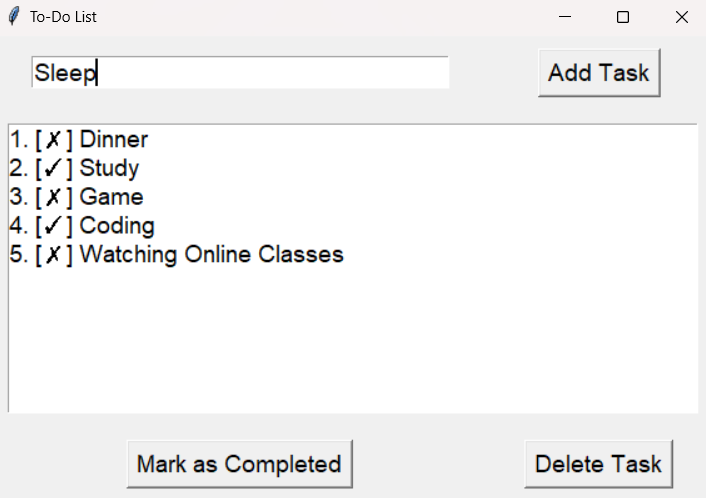 To-Do List
Sleep
Add Task
1. [✗] Dinner
2. [✓] Study
3. [✗] Game
4. [✓] Coding
5. [✗] Watching Online Classes
Mark as Completed
Delete Task